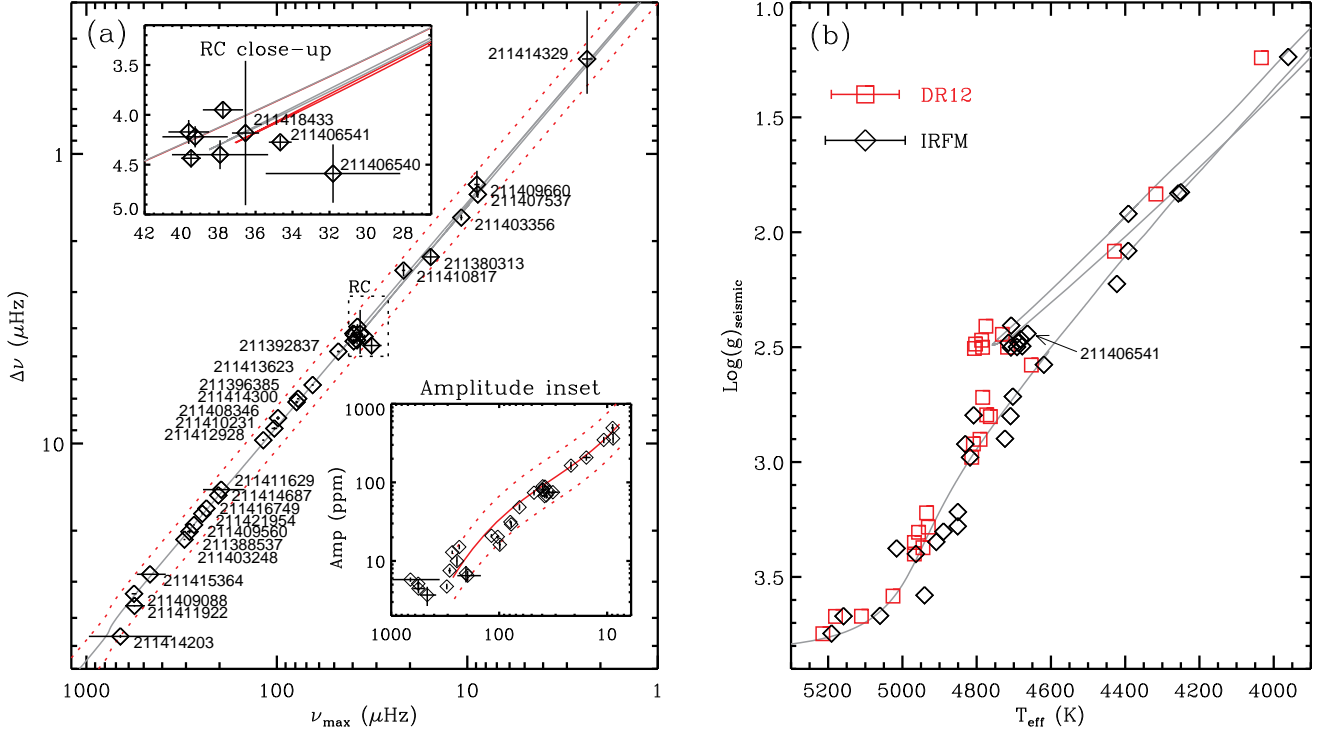 (a)
RC close-up
3.5
4.0
4.5
5.0
42 40 38 36 34 32 30 28
211418433
211406541
211406540
211414329
211409660
211407537
211403356
211380313
211410817
RC
211392837
211413623
211396385
211414300
211408346
211410231
211412928
211411629
211414687
211416749
211421954
211409560
211388537
211403248
211415364
211409088
211411922
211414203
Amplitude inset
Amp (ppm)
1000
100
10
1000 100 10
1
10
Δν (μHz)
1000 100 10 1
ν_max (μHz)
(b)
DR12
IRFM
211406541
1.0
1.5
2.0
2.5
3.0
3.5
Log(g)_seismic
5200 5000 4800 4600 4400 4200 4000
T_eff (K)